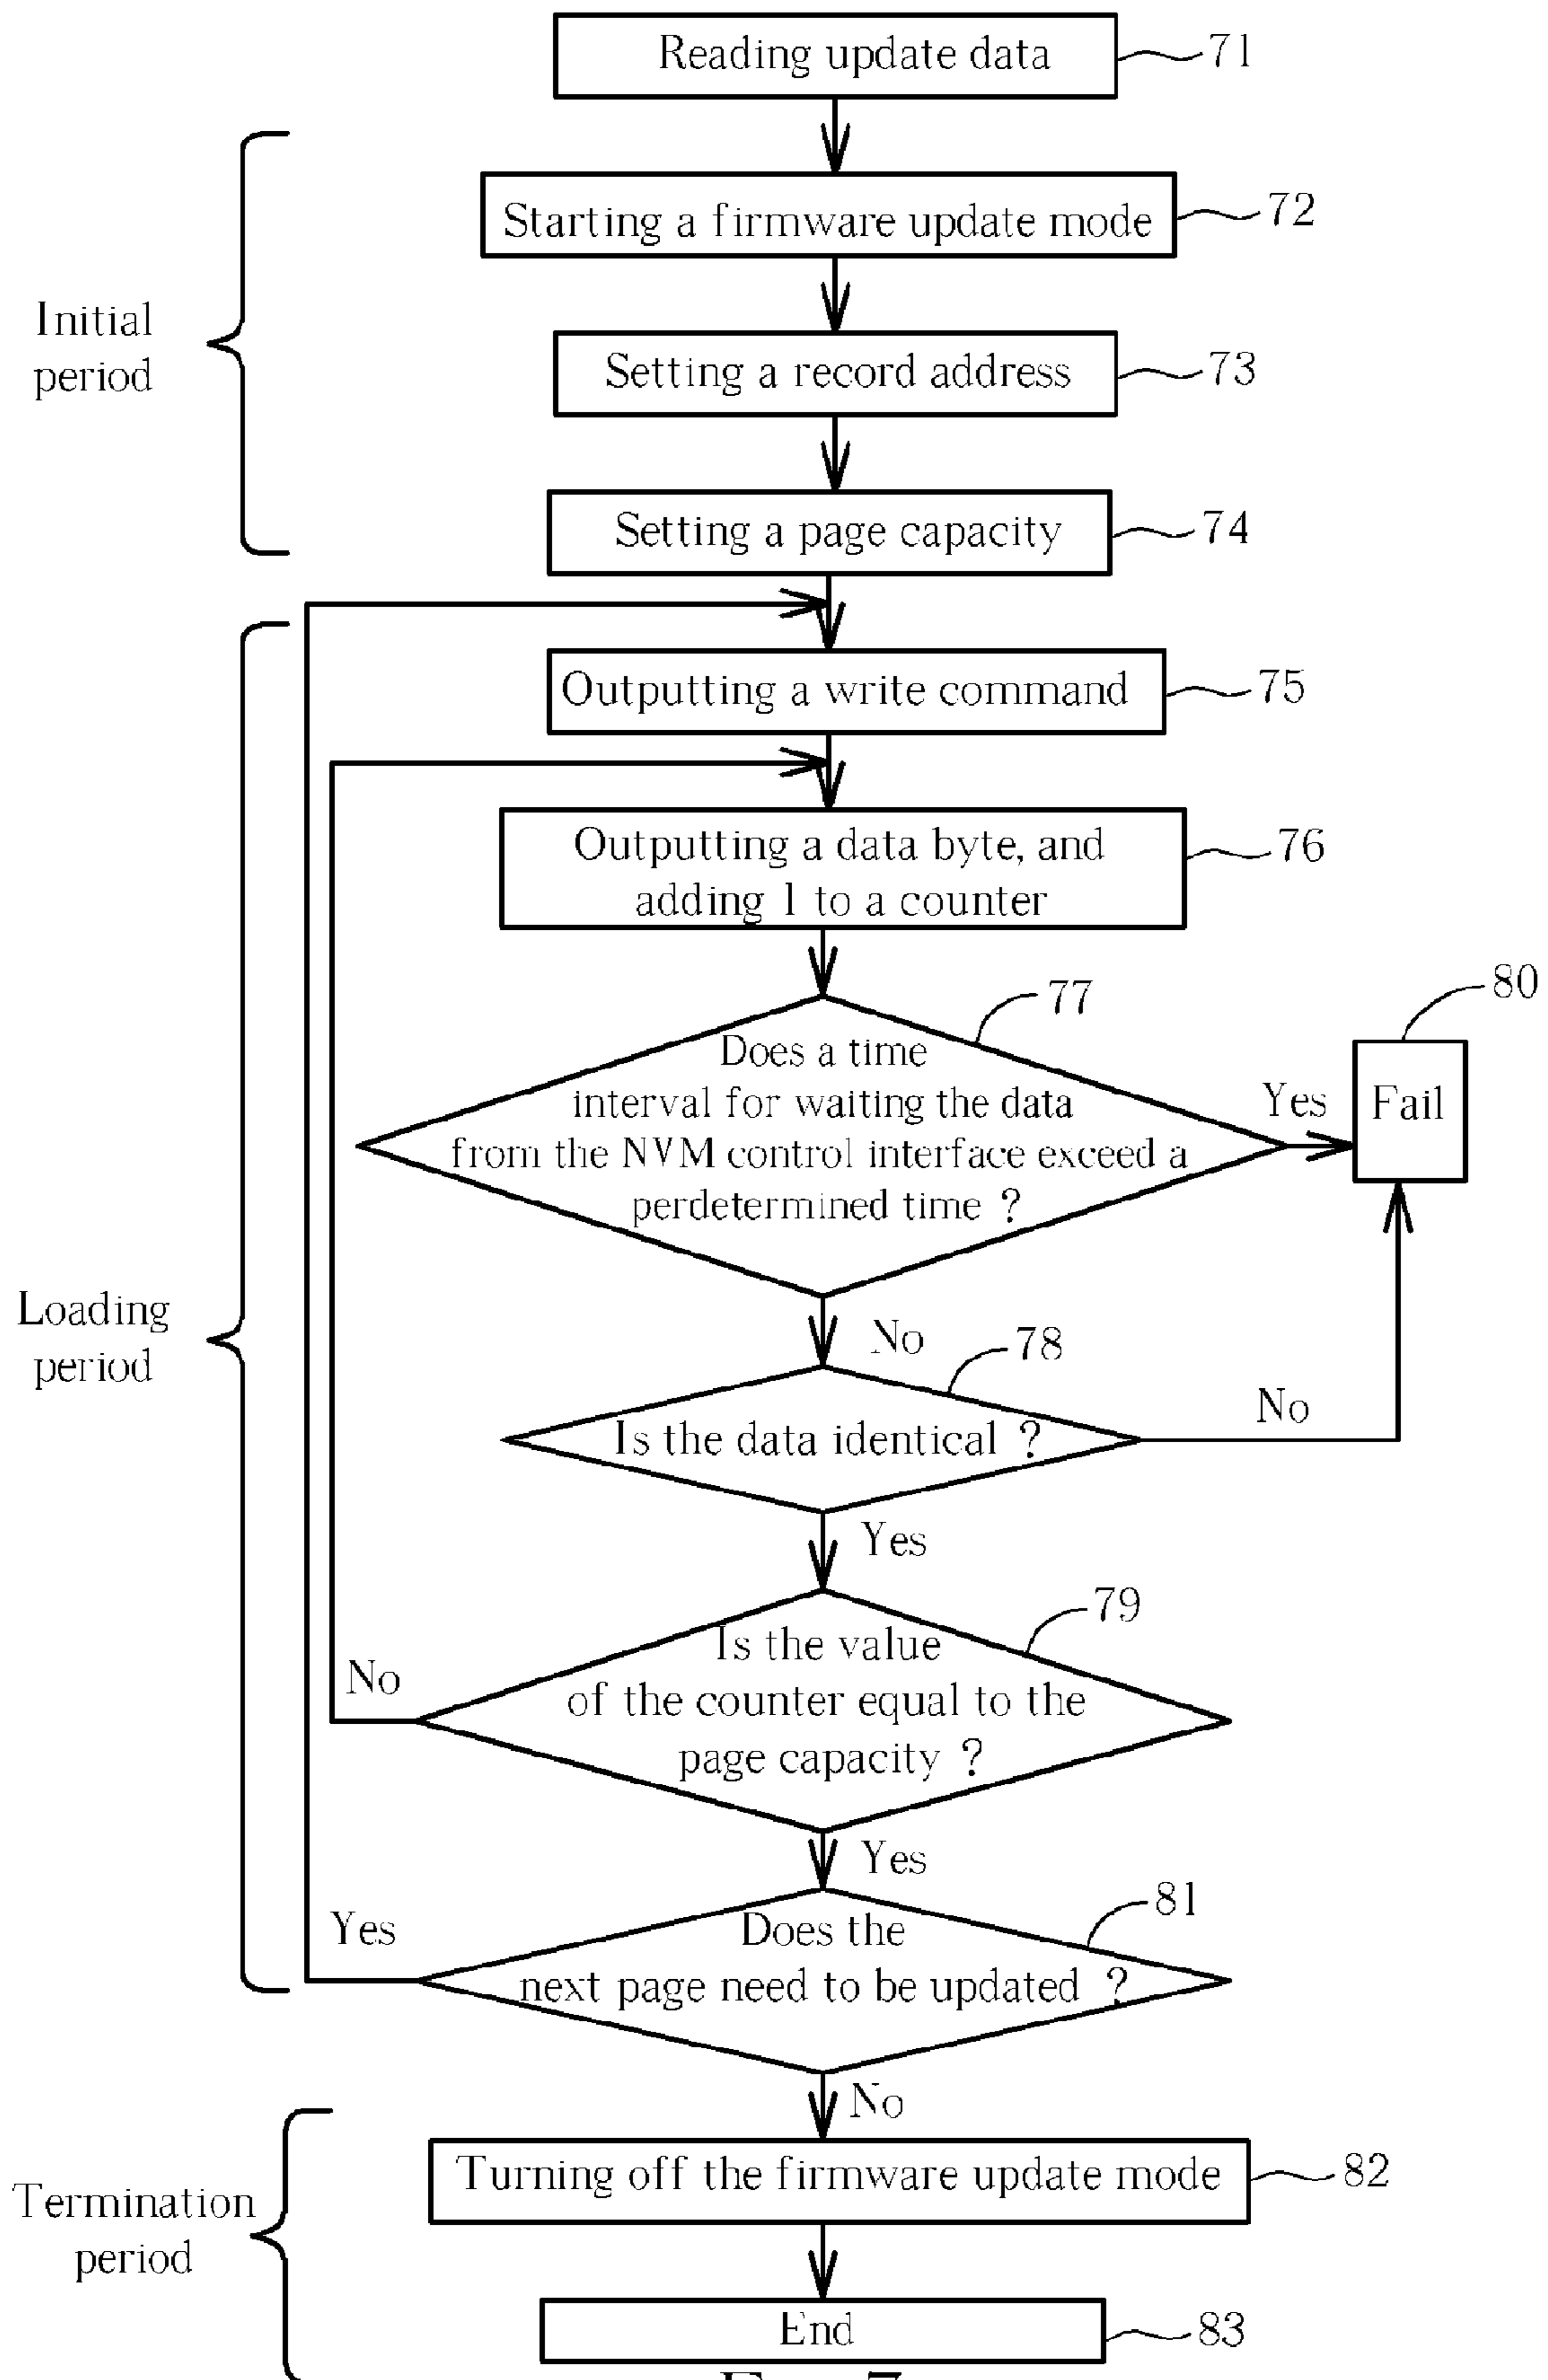 Reading update data
71
Starting a firmware update mode
72
Initial
period
Setting a record address
73
Setting a page capacity
74
Outputting a write command
75
Outputting a data byte, and
adding 1 to a counter
76
77
80
Does a time
interval for waiting the data
from the NVM control interface exceed a
perdetermined time ?
Yes
Fail
Loading
period
No
78
Is the data identical ?
No
Yes
79
Is the value
of the counter equal to the
page capacity ?
No
Yes
81
Does the
next page need to be updated ?
Yes
No
Termination
period
Turning off the firmware update mode
82
End
83